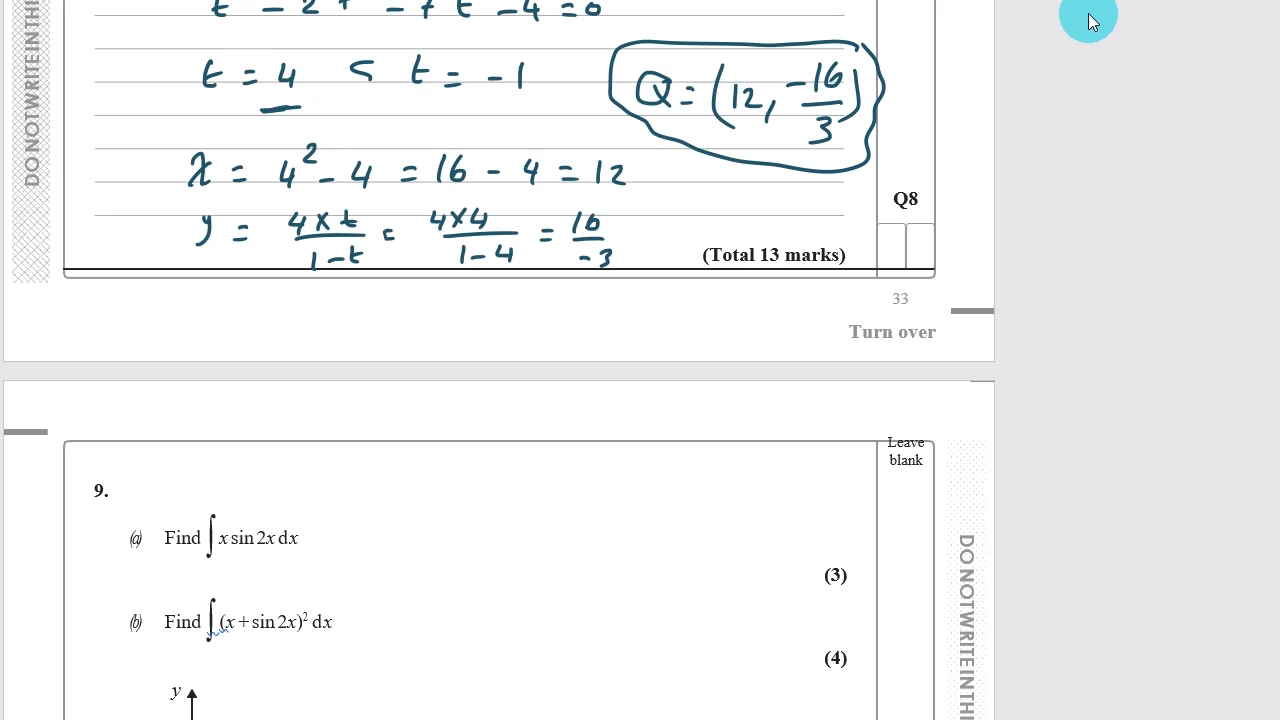 t = 4 t = -1
Q = (12, -16/3)
x = 4² - 4 = 16 - 4 = 12
y = 4×t/1-t = 4×4/1-4 = 16/-3
Q8
(Total 13 marks)
33
Turn over
DO NOT WRITE IN THI
Leave
blank
9.
(a) Find ∫ x sin 2x dx
(3)
(b) Find ∫ (x + sin 2x)² dx
(4)
y
DO NOT WRITE IN THI